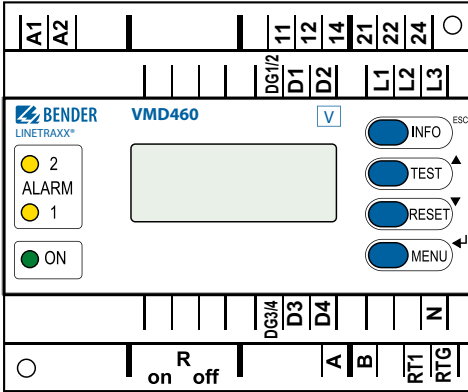 A1 A2 11 12 14 21 22 24
DG1/2 D1 D2 L1 L2 L3
BENDER VMD460 V
LINETRAXX®
INFO ESC
2
TEST
ALARM
1
RESET
ON
MENU
DG3/4 D3 D4 N
R
on off
A B RT1 RTG